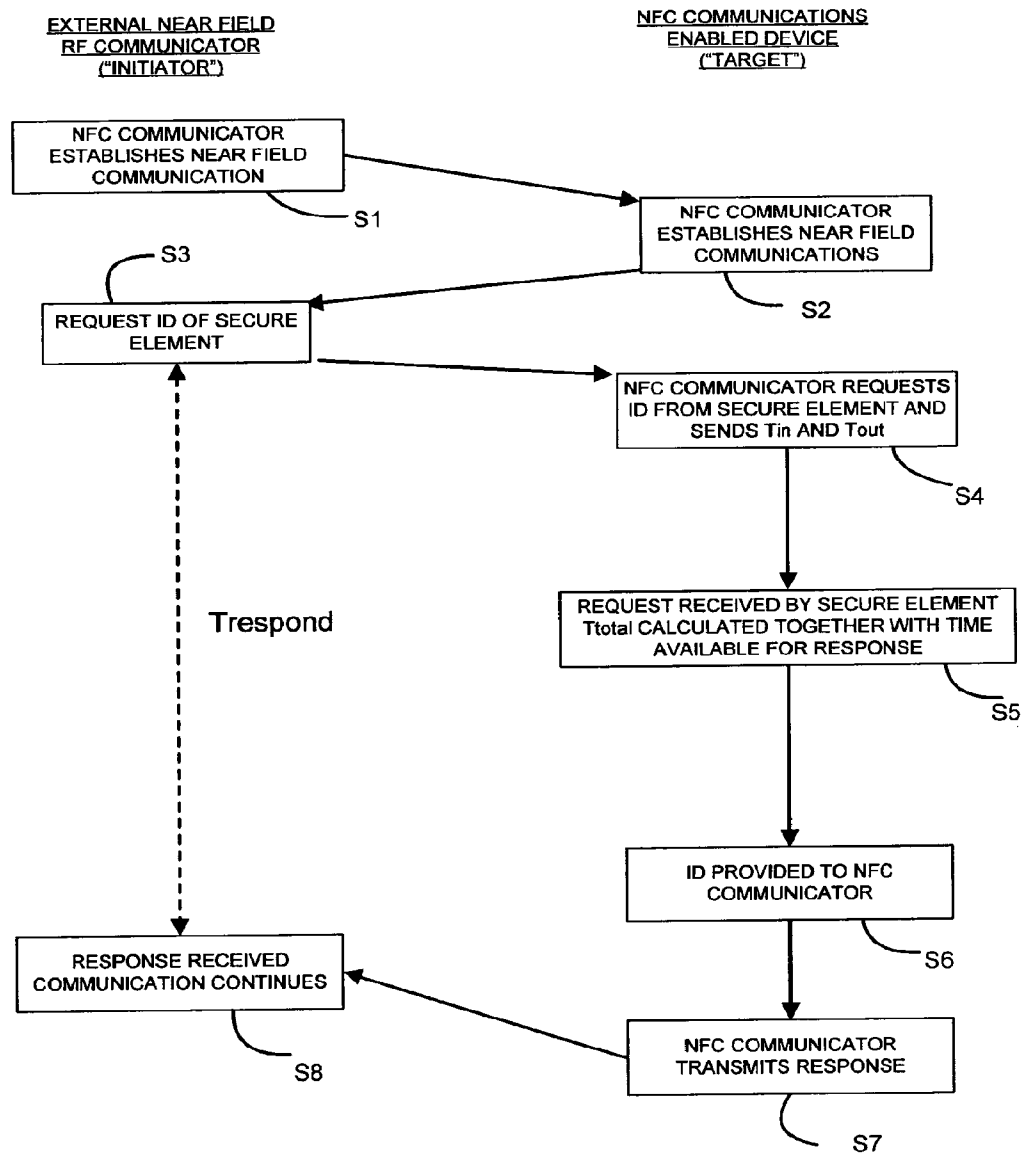 EXTERNAL NEAR FIELD
RF COMMUNICATOR
("INITIATOR")
NFC COMMUNICATIONS
ENABLED DEVICE
("TARGET")
NFC COMMUNICATOR
ESTABLISHES NEAR FIELD
COMMUNICATION
S1
NFC COMMUNICATOR
ESTABLISHES NEAR FIELD
COMMUNICATIONS
S2
S3
REQUEST ID OF SECURE
ELEMENT
NFC COMMUNICATOR REQUESTS
ID FROM SECURE ELEMENT AND
SENDS Tin AND Tout
S4
Trespond
REQUEST RECEIVED BY SECURE ELEMENT
Ttotal CALCULATED TOGETHER WITH TIME
AVAILABLE FOR RESPONSE
S5
ID PROVIDED TO NFC
COMMUNICATOR
S6
RESPONSE RECEIVED
COMMUNICATION CONTINUES
S8
NFC COMMUNICATOR
TRANSMITS RESPONSE
S7